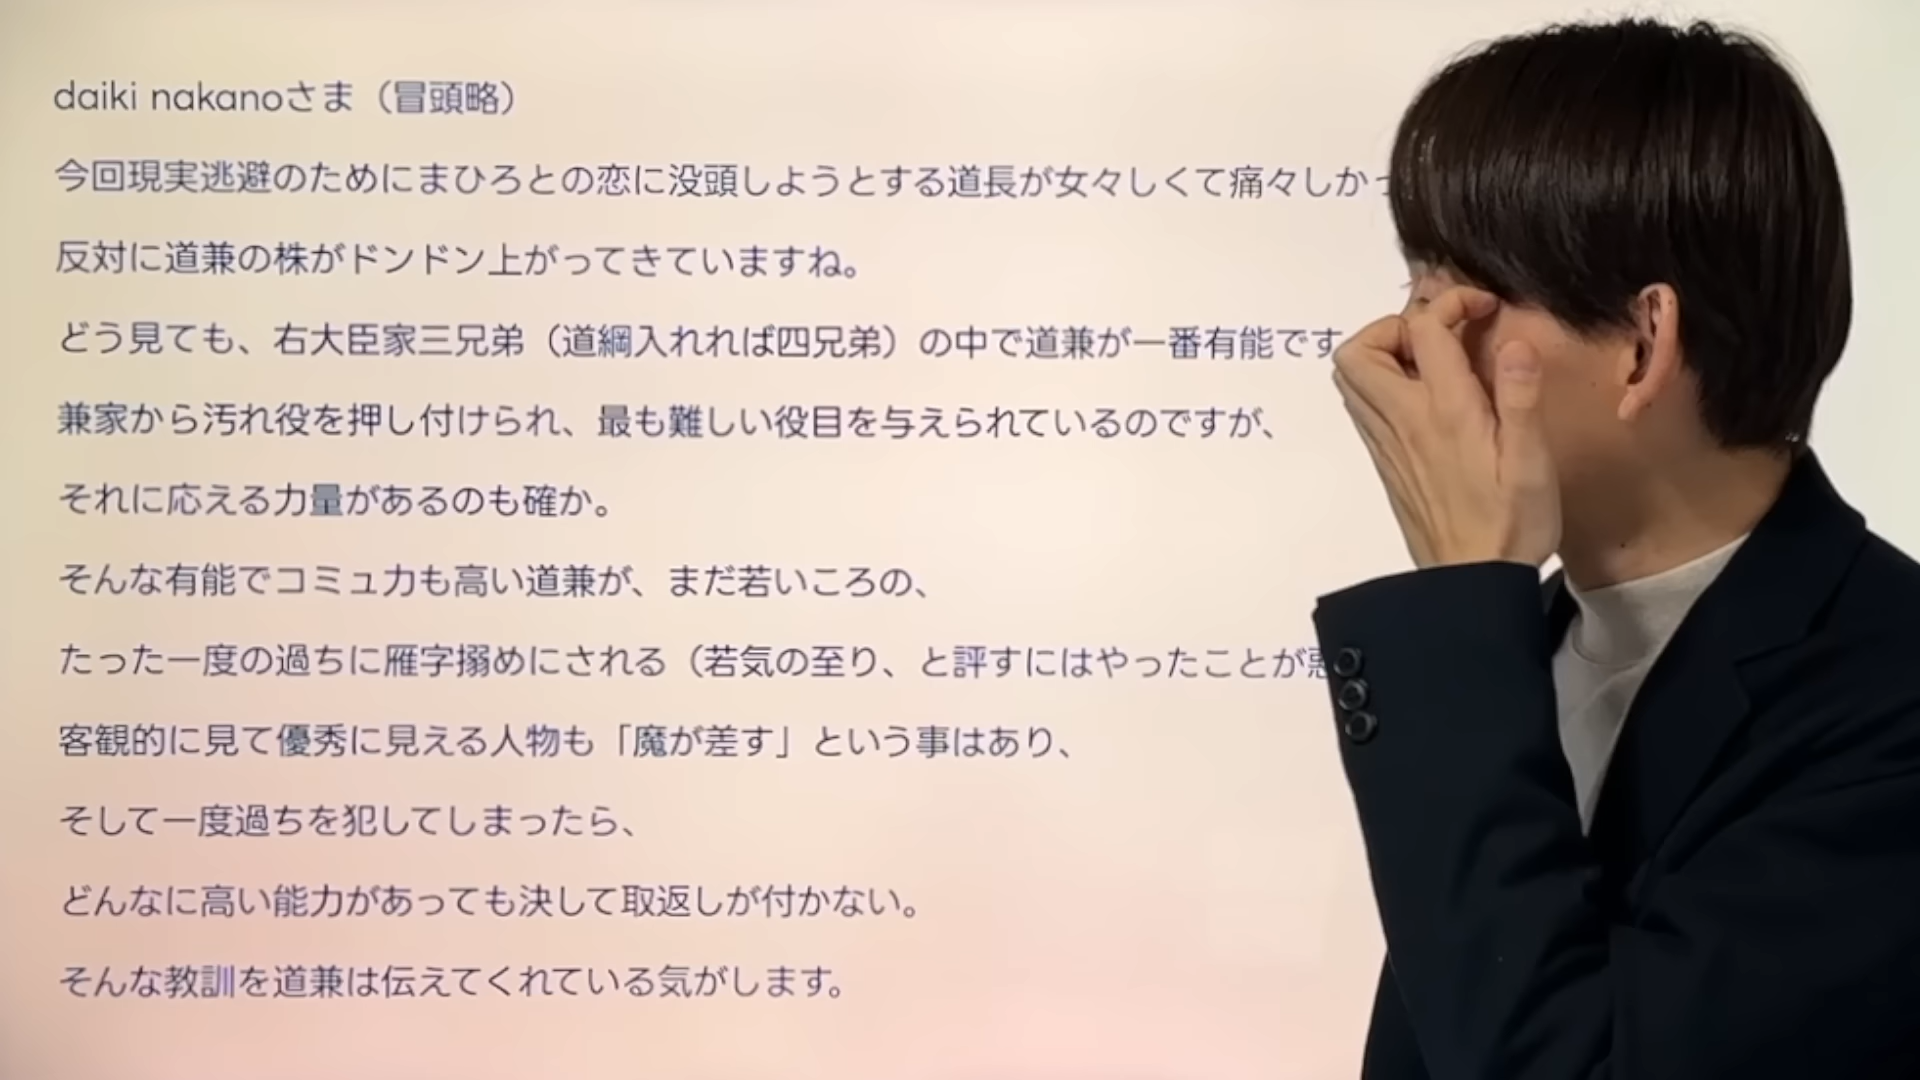 daiki nakanoさま（冒頭略）
今回現実逃避のためにまひろとの恋に没頭しようとする道長が女々しくて痛々しかっ
反対に道兼の株がドンドン上がってきていますね。
どう見ても、右大臣家三兄弟（道綱入れれば四兄弟）の中で道兼が一番有能です
兼家から汚れ役を押し付けられ、最も難しい役目を与えられているのですが、
それに応える力量があるのも確か。
そんな有能でコミュ力も高い道兼が、まだ若いころの、
たった一度の過ちに雁字搦めにされる（若気の至り、と評すにはやったことが悪
客観的に見て優秀に見える人物も「魔が差す」という事はあり、
そして一度過ちを犯してしまったら、
どんなに高い能力があっても決して取返しが付かない。
そんな教訓を道兼は伝えてくれている気がします。